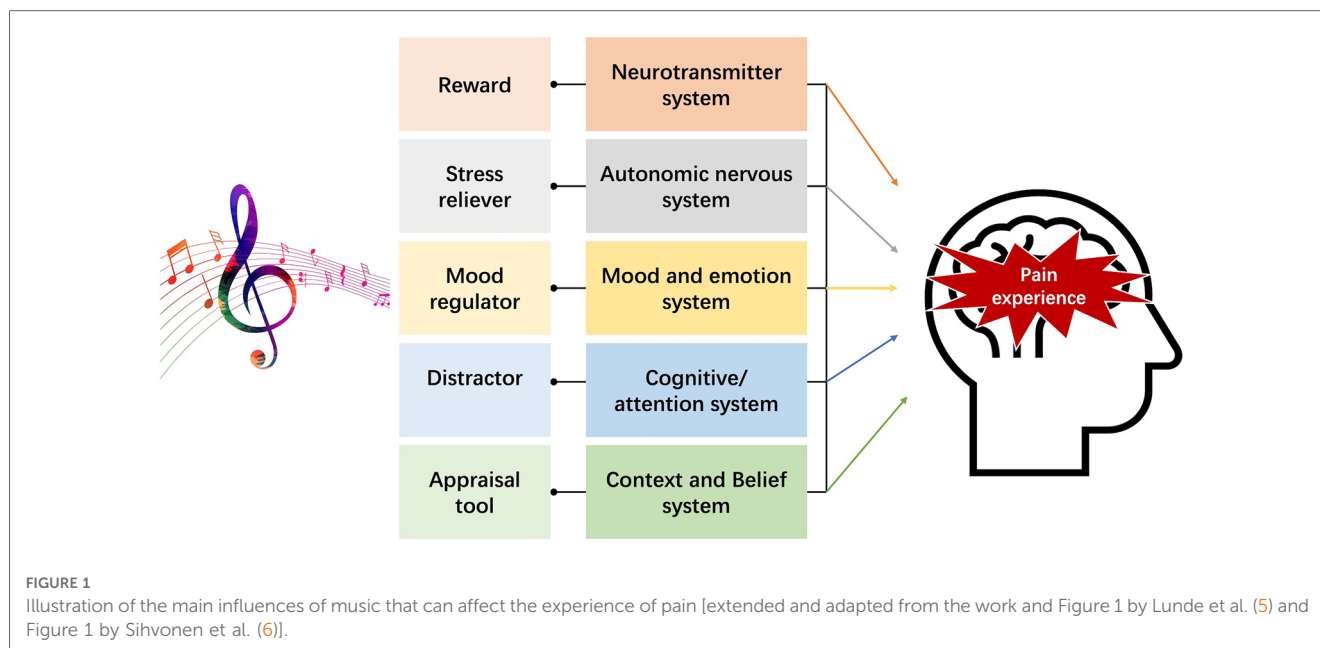 Reward
Neurotransmitter
system
Stress
reliever
Autonomic nervous
system
Mood
regulator
Mood and emotion
system
Distractor
Cognitive/
attention system
Appraisal
tool
Context and Belief
system
Pain
experience
FIGURE 1
Illustration of the main influences of music that can affect the experience of pain [extended and adapted from the work and Figure 1 by Lunde et al. (5) and
Figure 1 by Sihvonen et al. (6)].